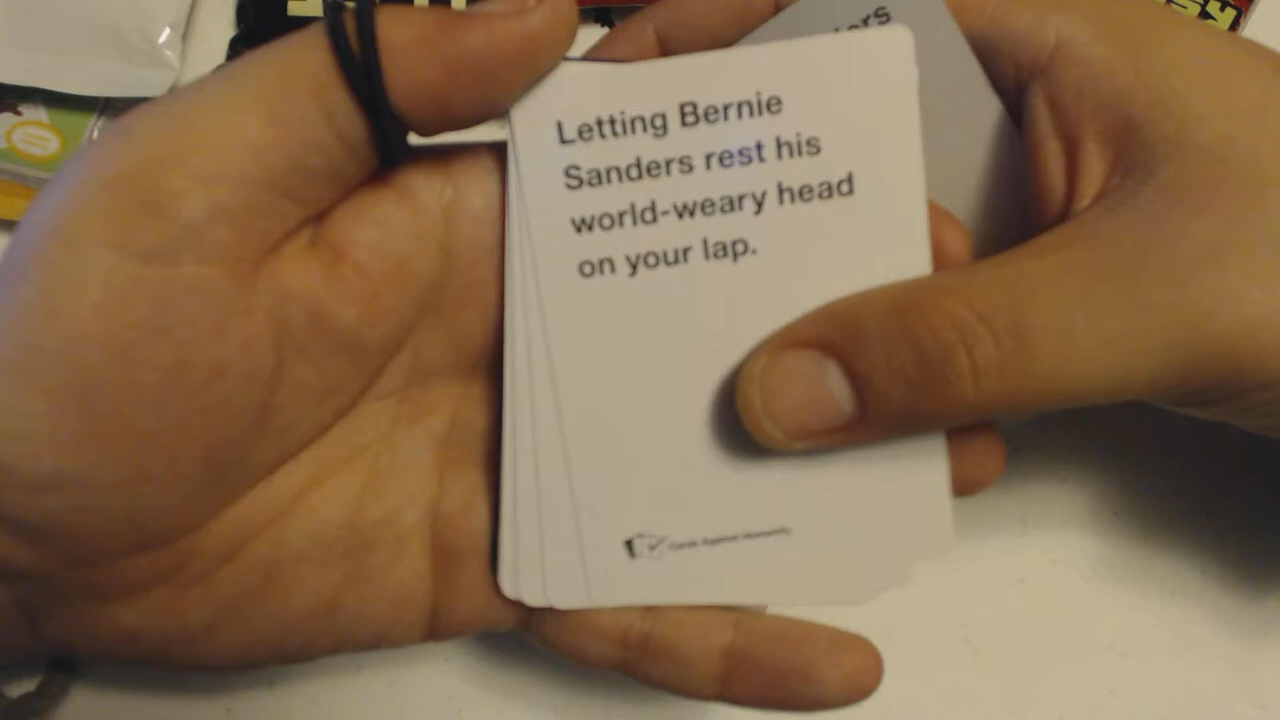 Letting Bernie
Sanders rest his
world-weary head
on your lap.
Cards Against Humanity